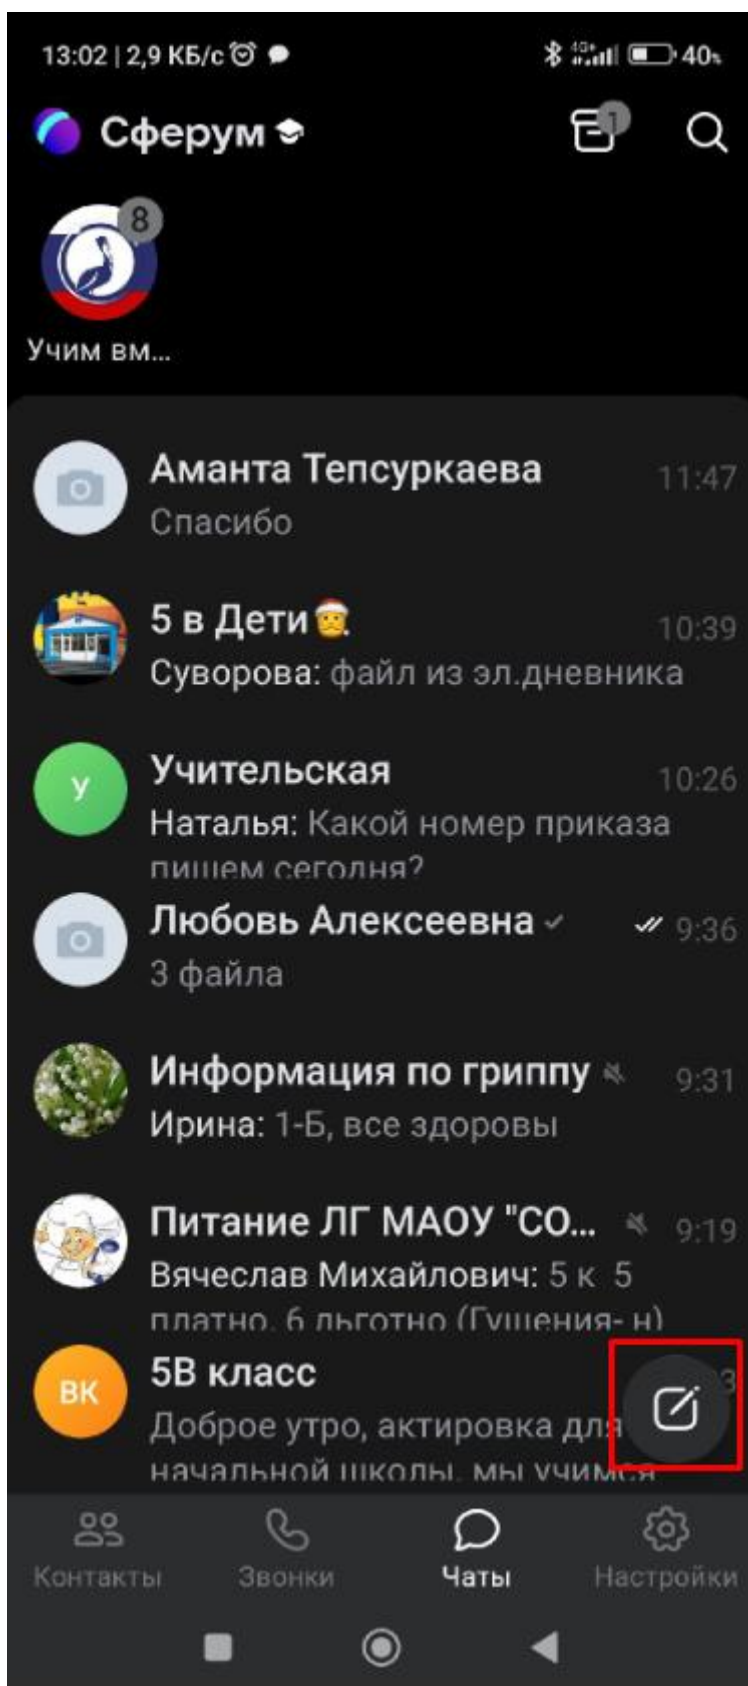 13:02 | 2,9 КБ/с
4G+
40%
Сферум
1
8
Учим вм...
Аманта Тепсуркаева 11:47
Спасибо
5 в Дети🎅 10:39
Суворова: файл из эл.дневника
У
Учительская 10:26
Наталья: Какой номер приказа
пишем сегодня?
Любовь Алексеевна 9:36
3 файла
Информация по гриппу 9:31
Ирина: 1-Б, все здоровы
Питание ЛГ МАОУ "СО... 9:19
Вячеслав Михайлович: 5 к 5
платно, 6 льготно (Гущения- н)
ВК
5В класс
Доброе утро, актировка для
начальной школы, мы учимся
Контакты Звонки Чаты Настройки